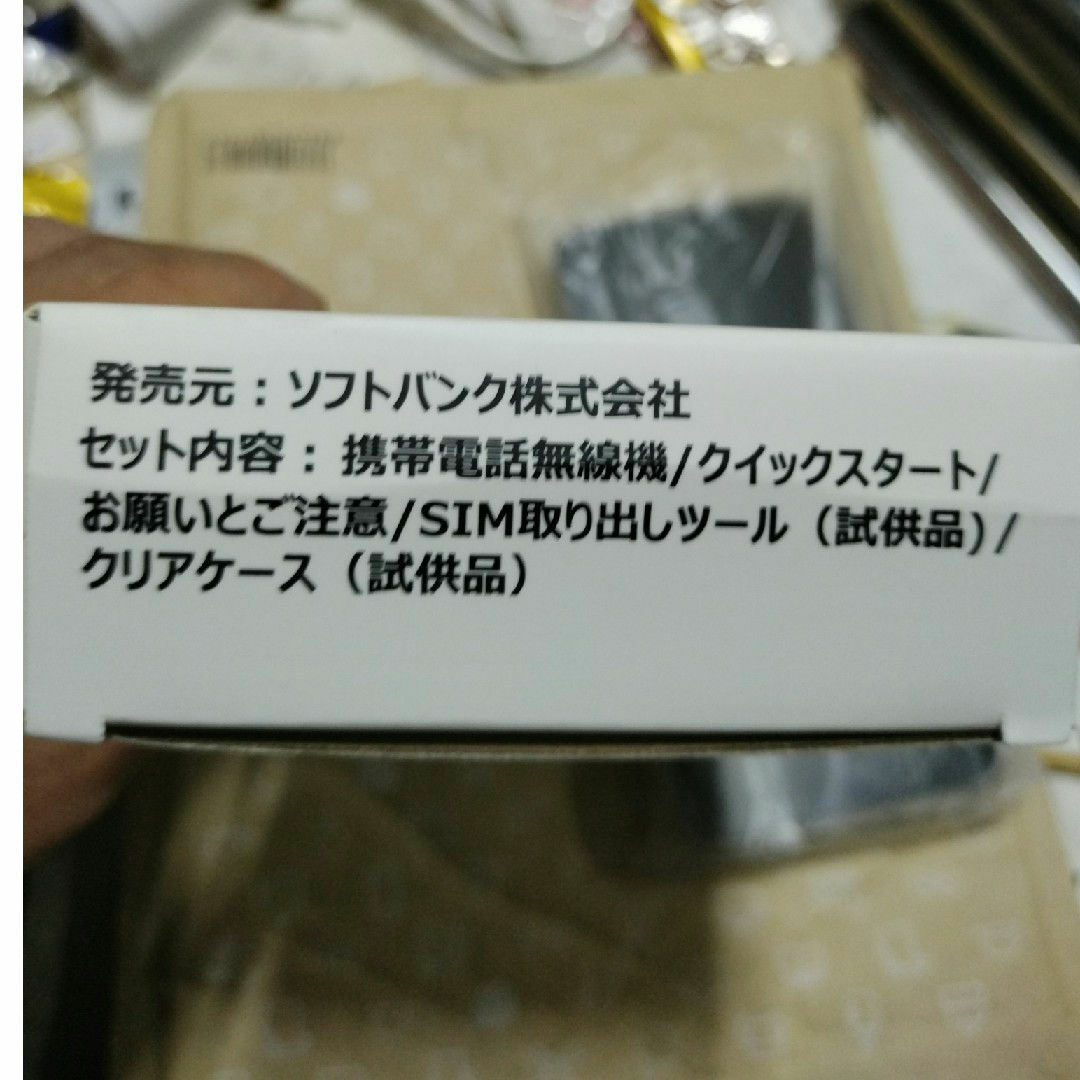 発売元：ソフトバンク株式会社
セット内容：携帯電話無線機/クイックスタート/
お願いとご注意/SIM取り出しツール（試供品)/
クリアケース（試供品）